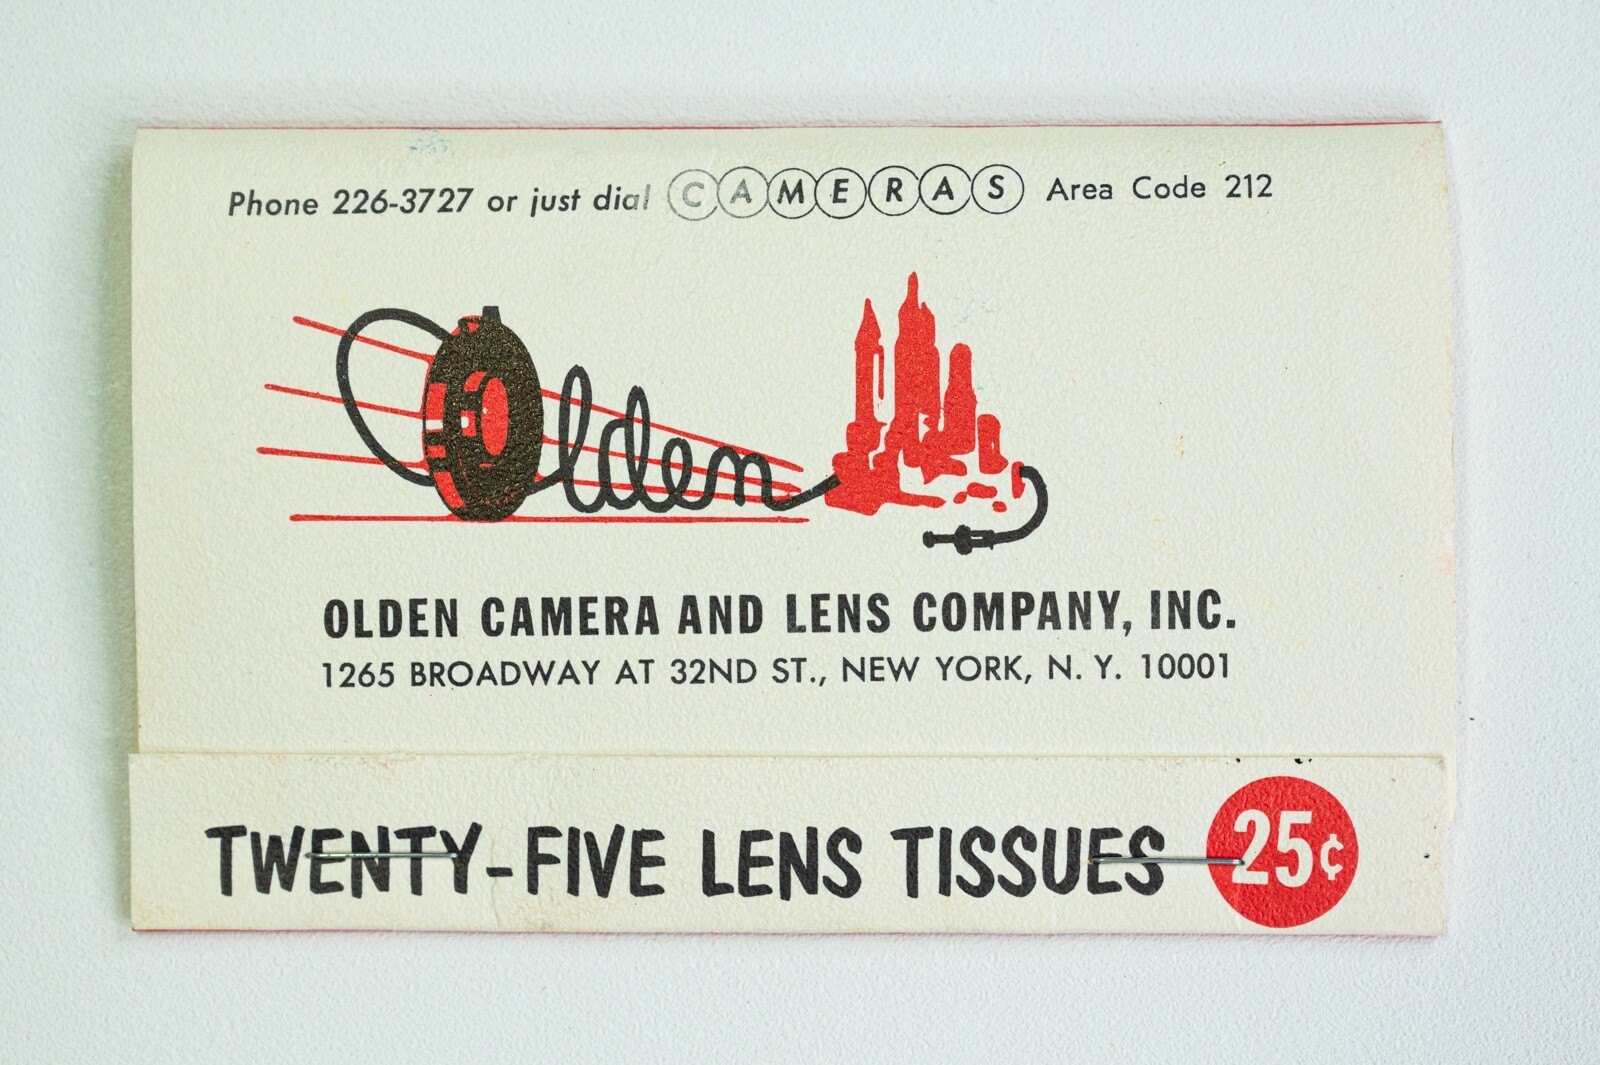 Phone 226-3727 or just dial CAMERAS Area Code 212
Olden
OLDEN CAMERA AND LENS COMPANY, INC.
1265 BROADWAY AT 32ND ST., NEW YORK, N. Y. 10001
TWENTY-FIVE LENS TISSUES 25¢